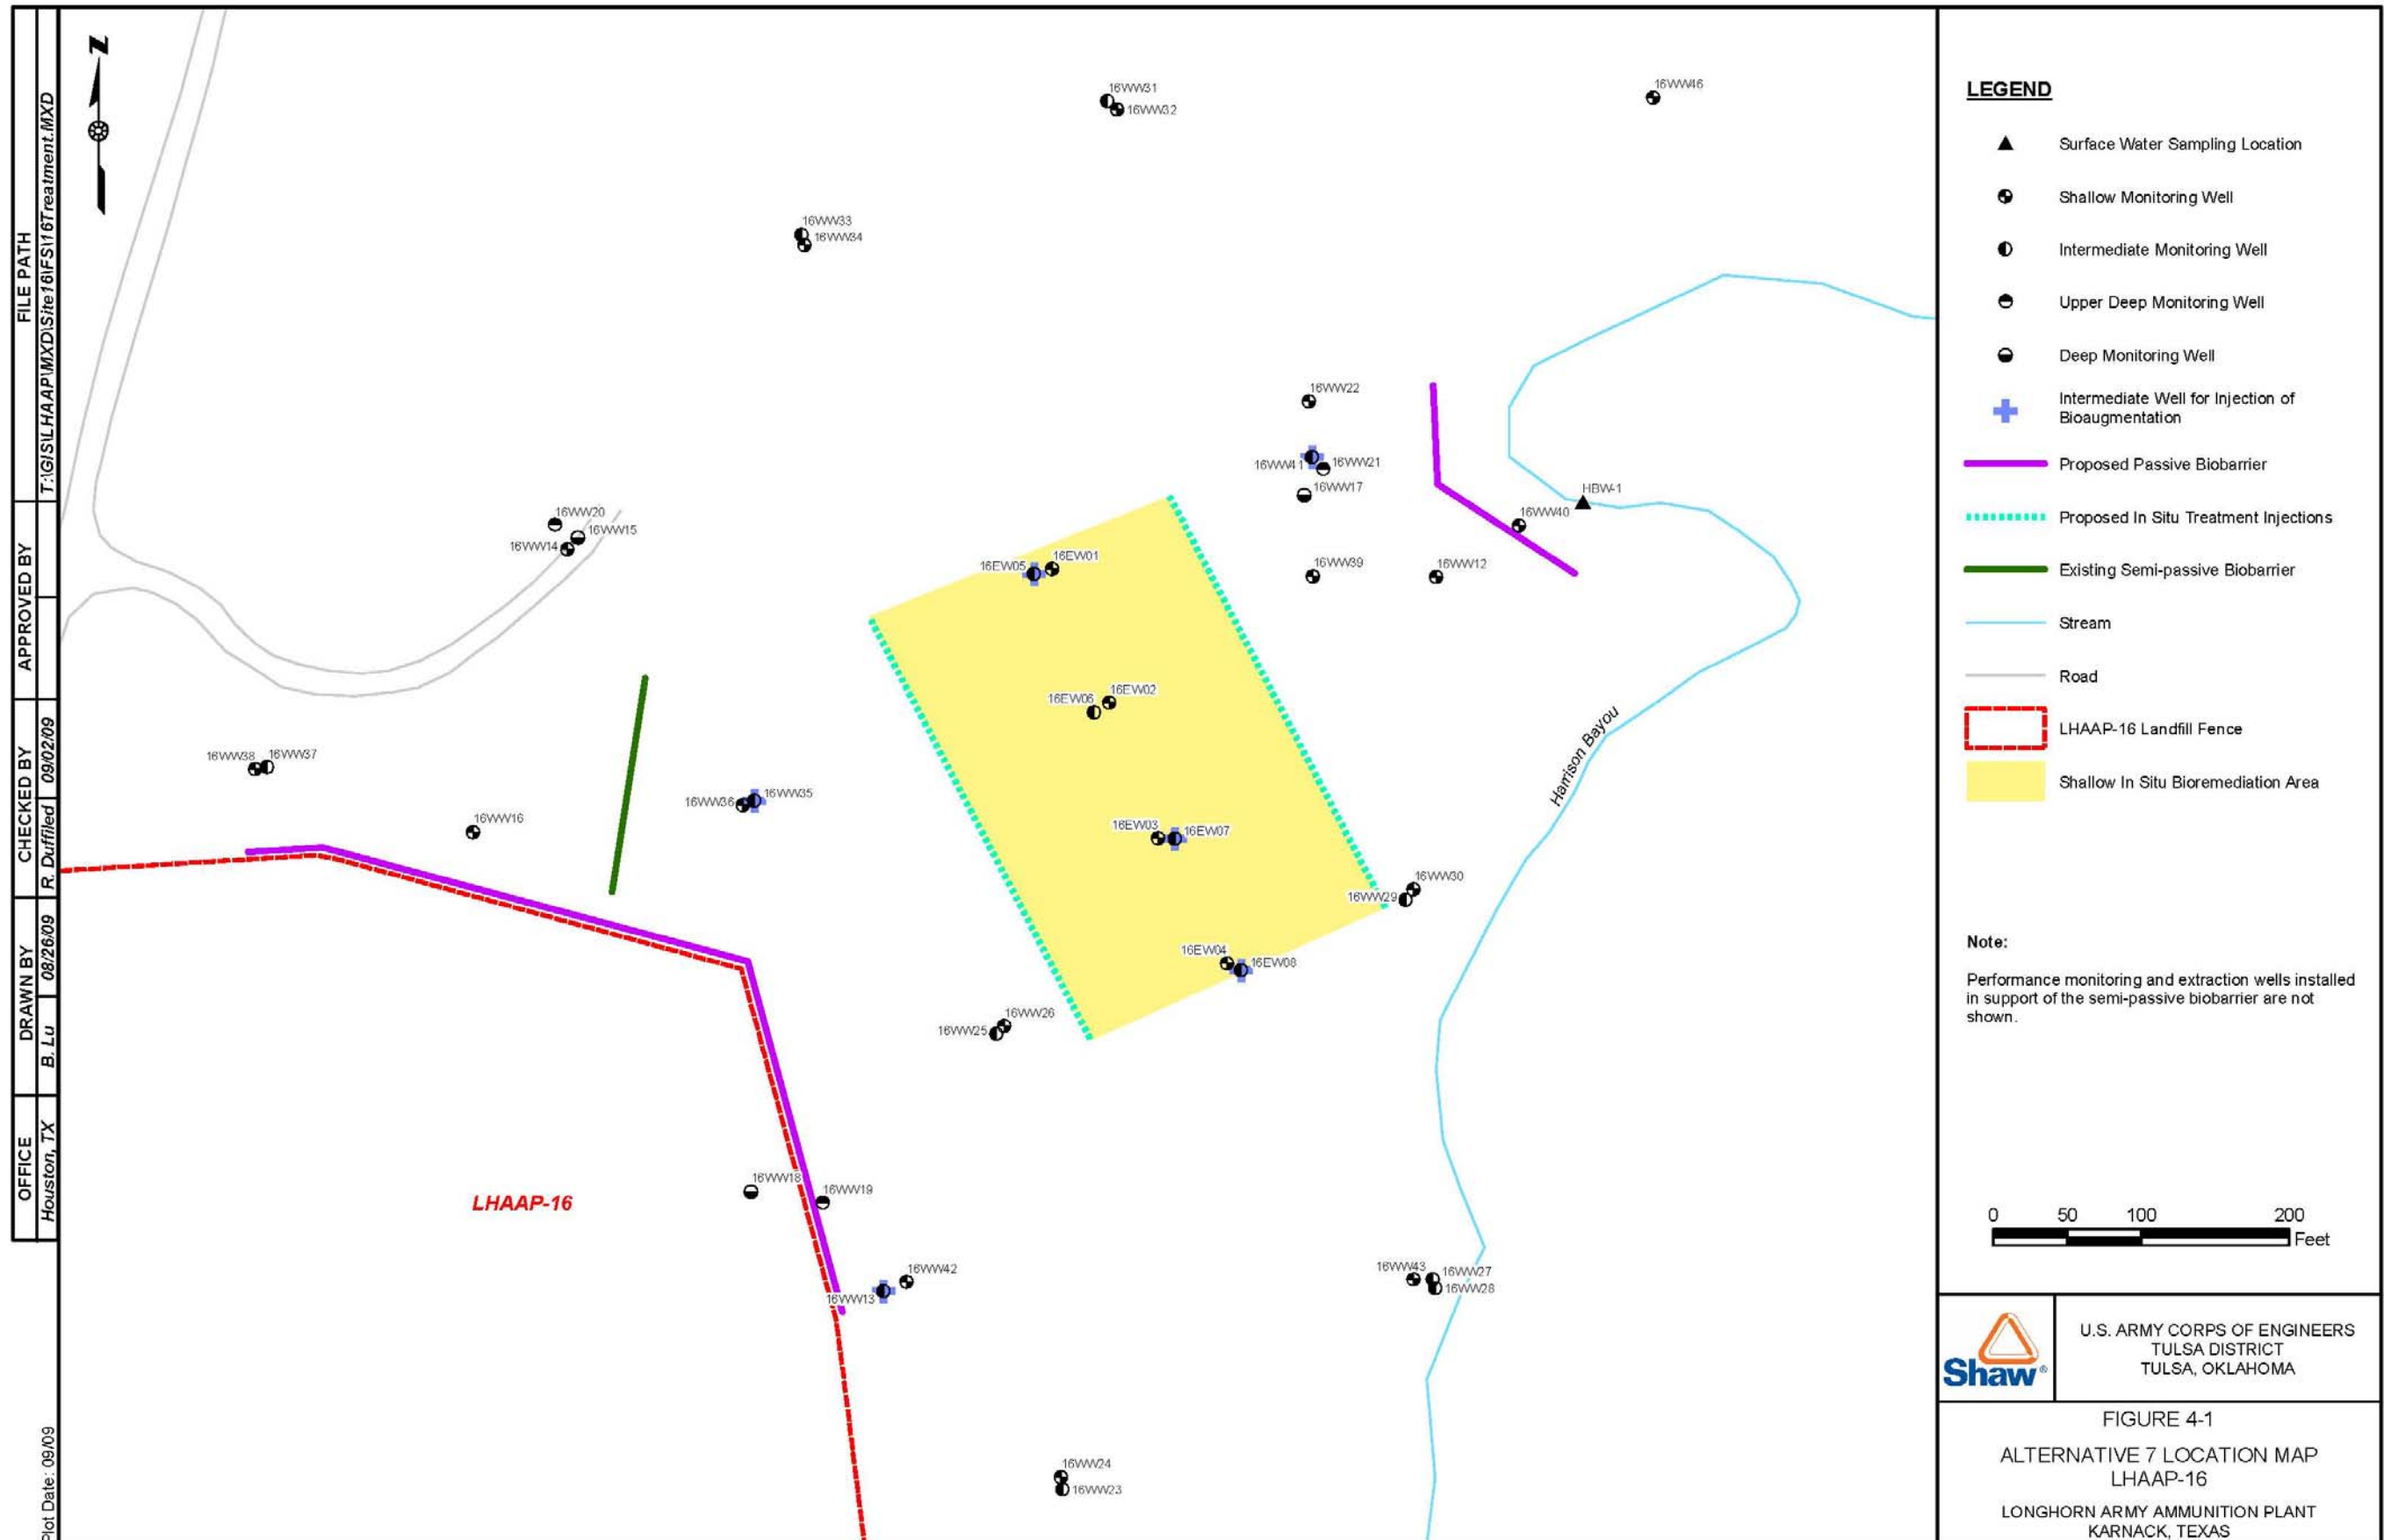 FILE PATH
T:\GIS\LHAAP\MXD\Site16\FS\16Treatment.MXD
APPROVED BY
CHECKED BY
R. Duffiled 09/02/09
DRAWN BY
B. Lu 08/26/09
OFFICE
Houston, TX
Plot Date: 09/09
N
16WW31
16WW32
16WW46
16WW33
16WW34
16WW22
16WW41
16WW21
16WW17
HBW-1
16WW40
16WW20
16WW15
16WW14
16EW01
16EW05
16WW39
16WW12
16EW02
16EW06
Harrison Bayou
16WW38
16WW37
16WW36
16WW35
16WW16
16EW03
16EW07
16WW30
16WW29
16EW04
16EW08
16WW26
16WW25
16WW18
16WW19
LHAAP-16
16WW42
16WW13
16WW43
16WW27
16WW28
16WW24
16WW23
LEGEND
Surface Water Sampling Location
Shallow Monitoring Well
Intermediate Monitoring Well
Upper Deep Monitoring Well
Deep Monitoring Well
Intermediate Well for Injection of
Bioaugmentation
Proposed Passive Biobarrier
Proposed In Situ Treatment Injections
Existing Semi-passive Biobarrier
Stream
Road
LHAAP-16 Landfill Fence
Shallow In Situ Bioremediation Area
Note:
Performance monitoring and extraction wells installed
in support of the semi-passive biobarrier are not
shown.
0 50 100 200
Feet
Shaw®
U.S. ARMY CORPS OF ENGINEERS
TULSA DISTRICT
TULSA, OKLAHOMA
FIGURE 4-1
ALTERNATIVE 7 LOCATION MAP
LHAAP-16
LONGHORN ARMY AMMUNITION PLANT
KARNACK, TEXAS